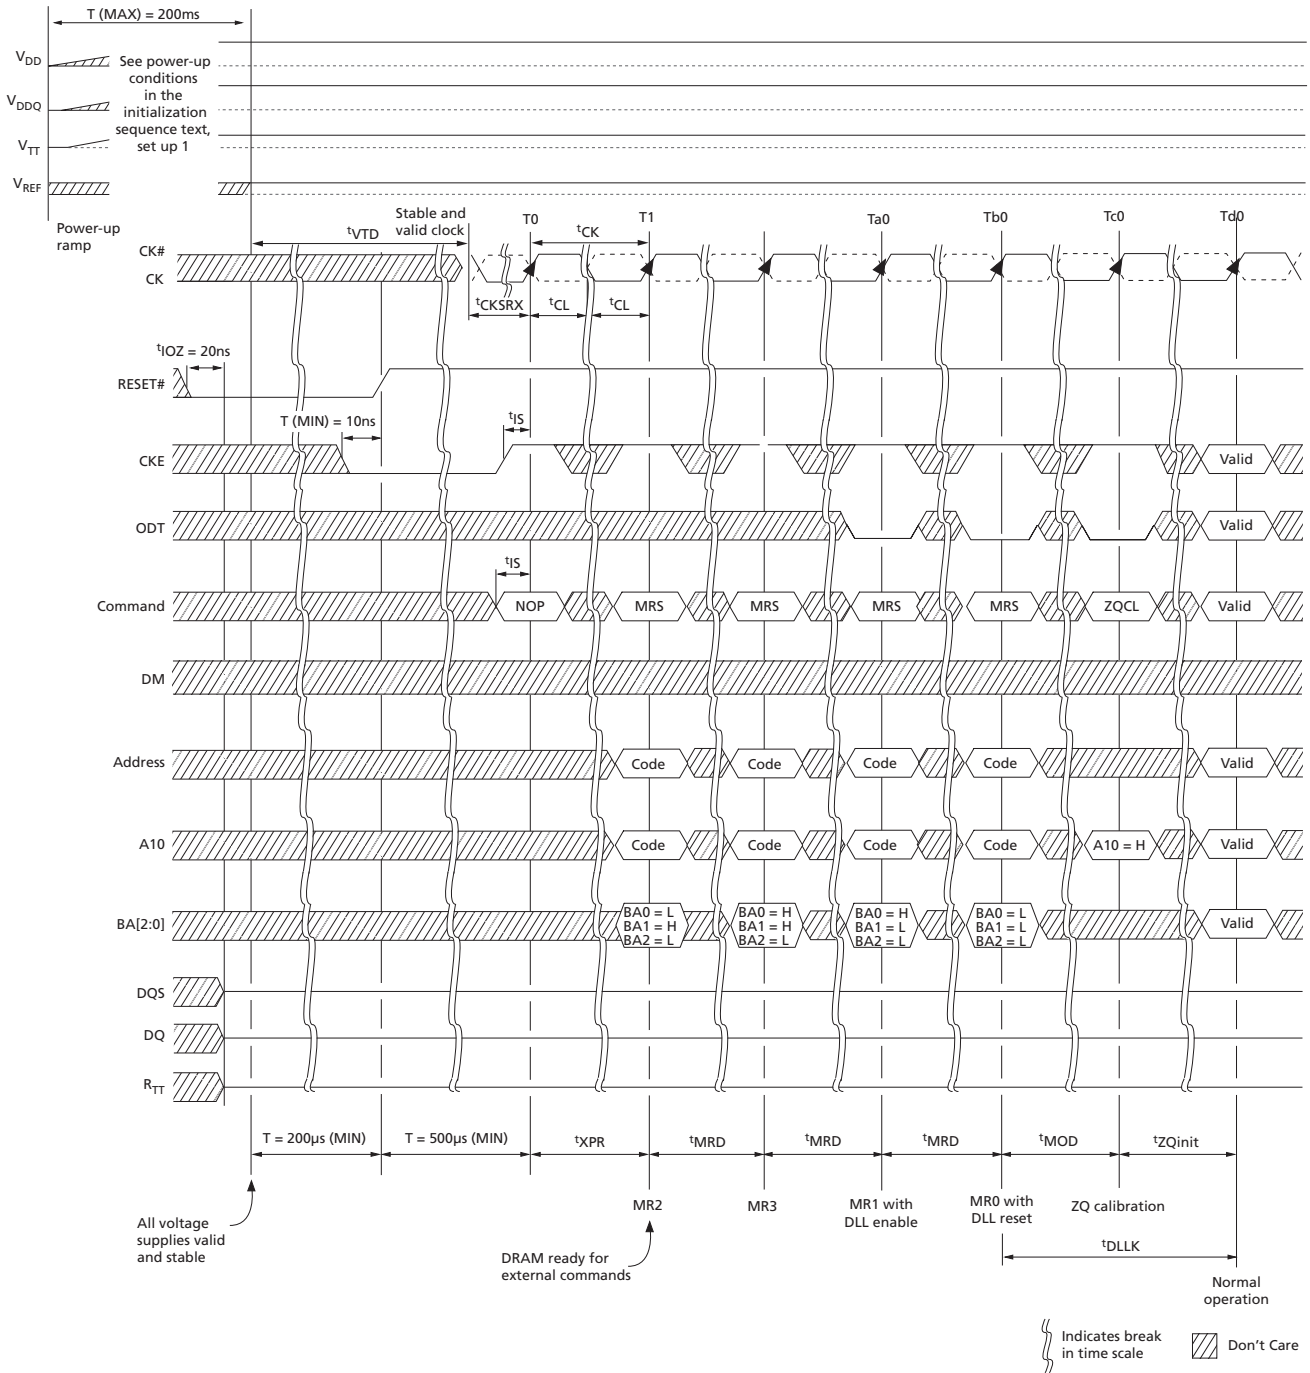 T (MAX) = 200ms
VDD
See power-up
conditions
in the
initialization
sequence text,
set up 1
VDDQ
VTT
VREF
Power-up
ramp
Stable and
valid clock
T0
T1
Ta0
Tb0
Tc0
Td0
tVTD
tCK
CK#
CK
tCKSRX
tCL
tCL
tIOZ = 20ns
RESET#
T (MIN) = 10ns
tIS
CKE
Valid
ODT
Valid
tIS
Command
NOP
MRS
MRS
MRS
MRS
ZQCL
Valid
DM
Address
Code
Code
Code
Code
Valid
A10
Code
Code
Code
Code
A10 = H
Valid
BA[2:0]
BA0 = L
BA1 = H
BA2 = L
BA0 = H
BA1 = H
BA2 = L
BA0 = H
BA1 = L
BA2 = L
BA0 = L
BA1 = L
BA2 = L
Valid
DQS
DQ
RTT
T = 200µs (MIN)
T = 500µs (MIN)
tXPR
tMRD
tMRD
tMRD
tMOD
tZQinit
MR2
MR3
MR1 with
DLL enable
MR0 with
DLL reset
ZQ calibration
All voltage
supplies valid
and stable
DRAM ready for
external commands
tDLLK
Normal
operation
Indicates break
in time scale
Don't Care